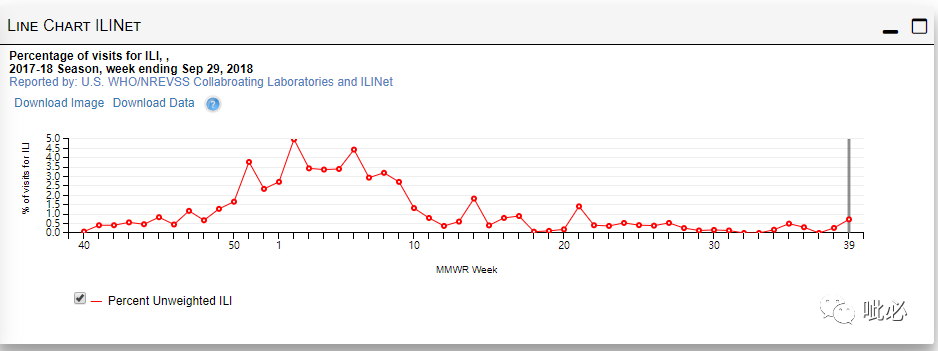 Line Chart ILINet
Percentage of visits for ILI, ,
2017-18 Season, week ending Sep 29, 2018
Reported by: U.S. WHO/NREVSS Collabroating Laboratories and ILINet
Download Image Download Data ?
% of visits for ILI
5.0
4.5
4.0
3.5
3.0
2.5
2.0
1.5
1.0
0.5
0.0
40 50 1 10 20 30 39
MMWR Week
— Percent Unweighted ILI
呲必